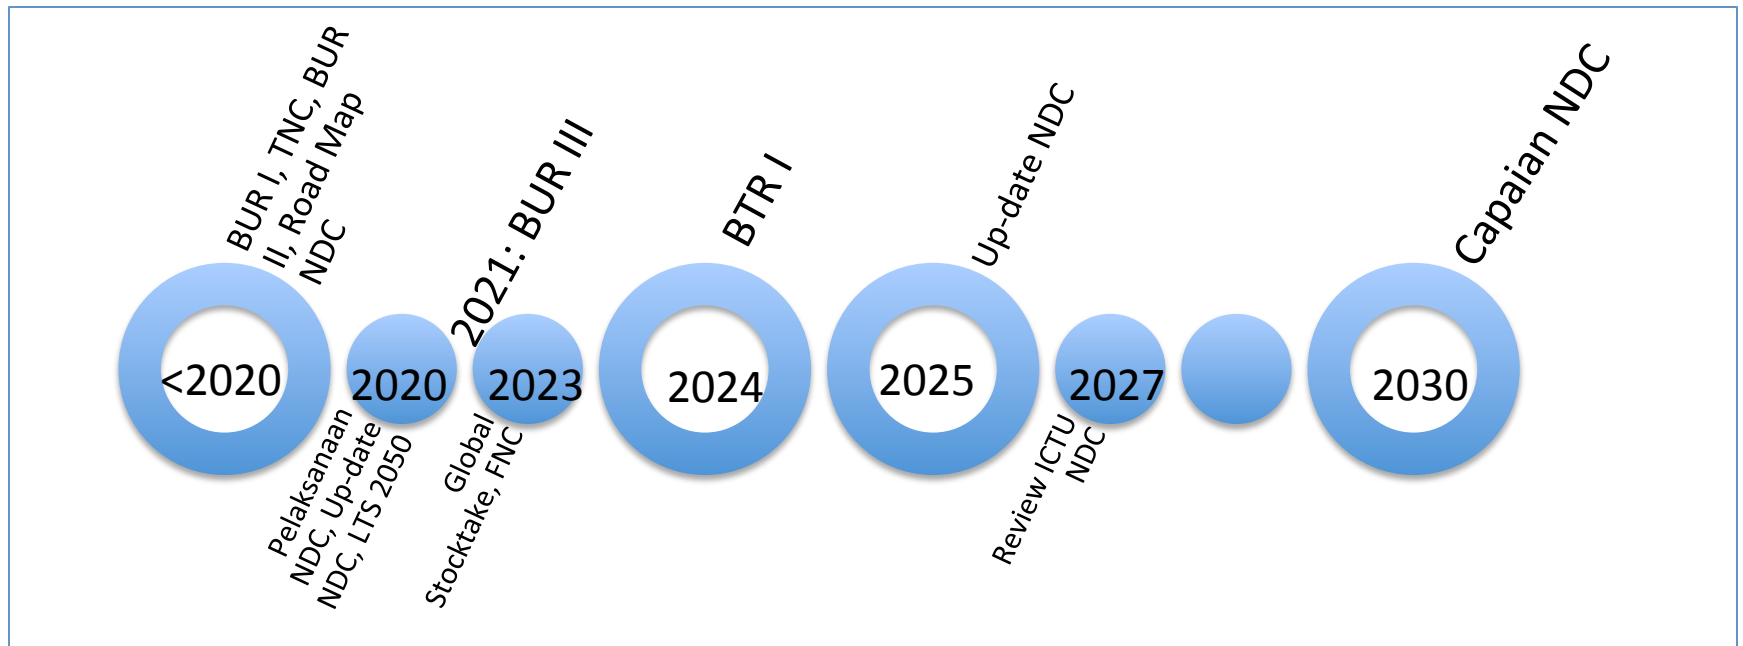 BUR I, TNC, BUR
II, Road Map
NDC
<2020
Pelaksanaan
NDC, Up-date
NDC, LTS 2050
2020
2021: BUR III
2023
Global
Stocktake, FNC
BTR I
2024
Up-date NDC
2025
2027
Review ICTU
NDC
Capaian NDC
2030